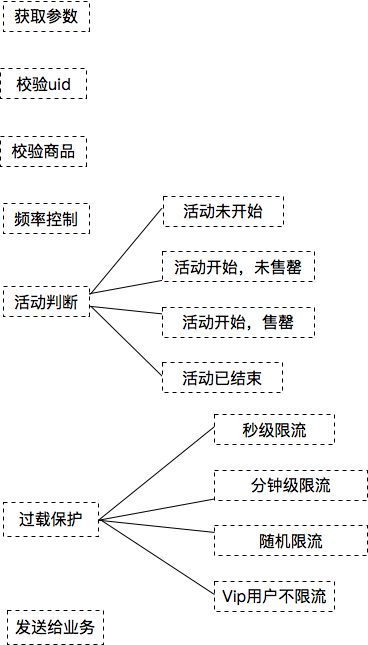 获取参数
校验uid
校验商品
频率控制
活动未开始
活动开始，未售罄
活动判断
活动开始，售罄
活动已结束
秒级限流
分钟级限流
过载保护
随机限流
Vip用户不限流
发送给业务